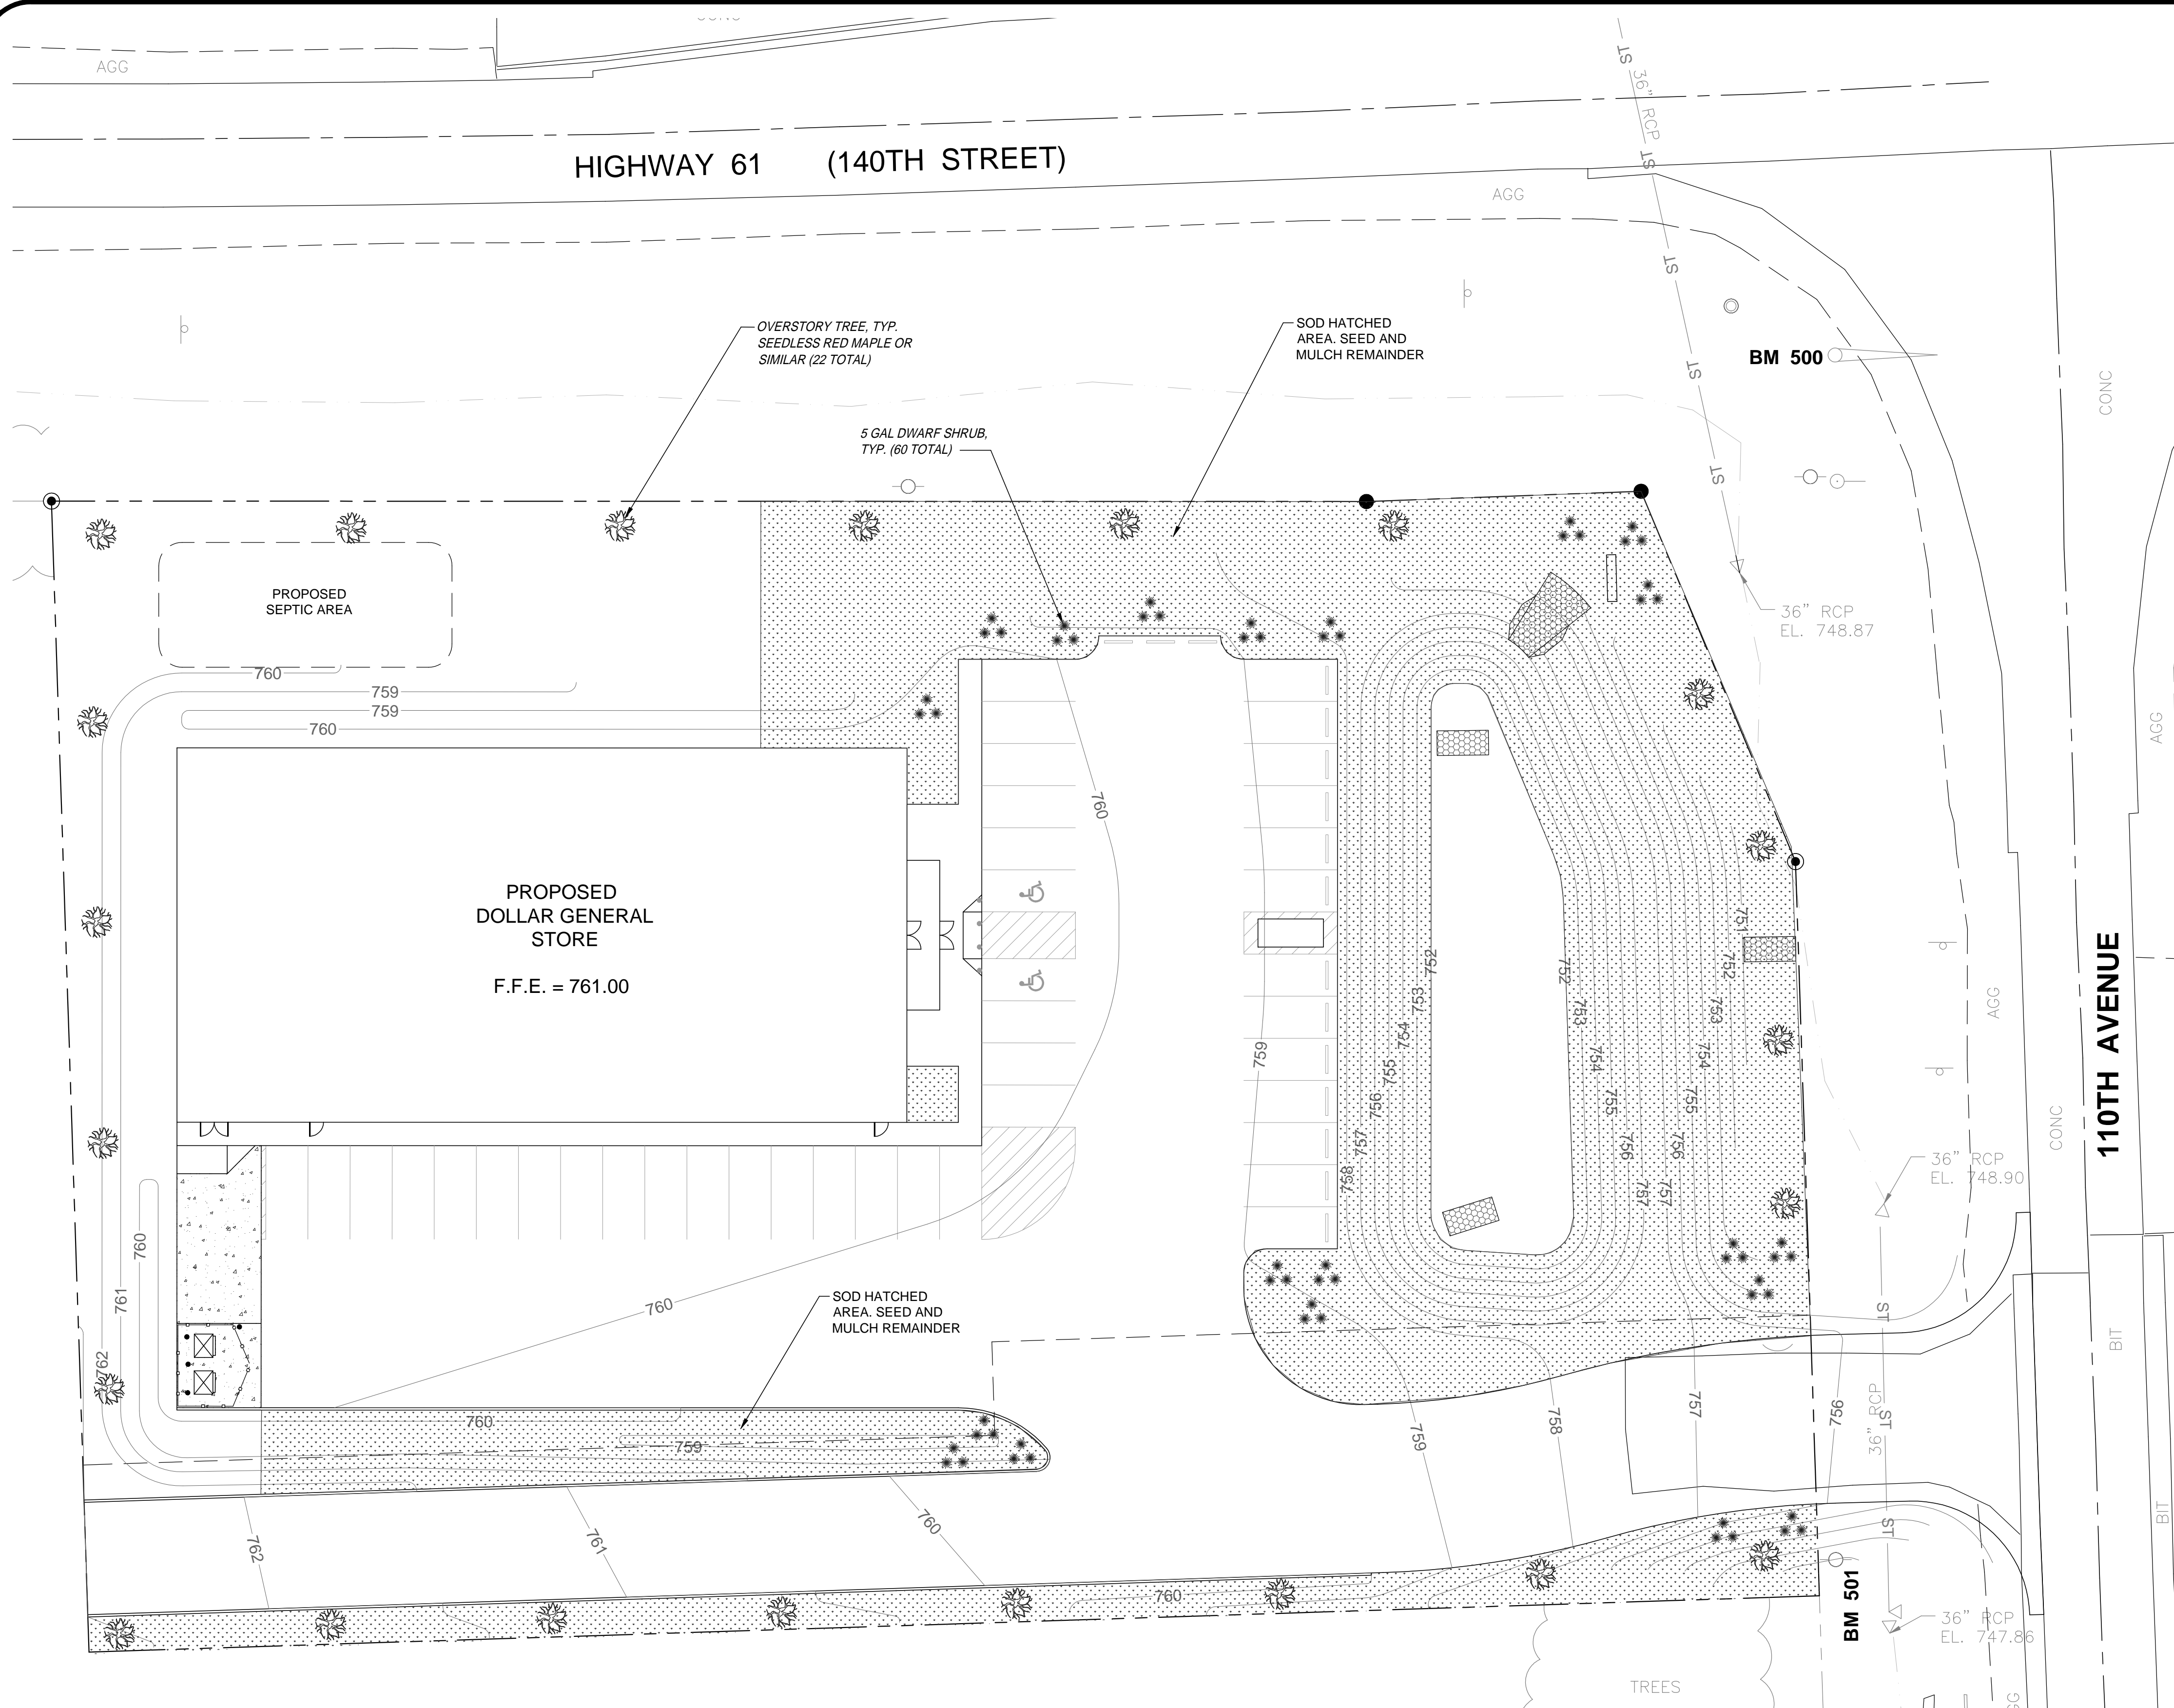 AGG
36" RCP
ST
ST
HIGHWAY 61 (140TH STREET)
AGG
ST
ST
OVERSTORY TREE, TYP.
SEEDLESS RED MAPLE OR
SIMILAR (22 TOTAL)
SOD HATCHED
AREA. SEED AND
MULCH REMAINDER
BM 500
ST
CONC
5 GAL DWARF SHRUB,
TYP. (60 TOTAL)
ST
PROPOSED
SEPTIC AREA
36" RCP
EL. 748.87
760
759
759
760
AGG
760
PROPOSED
DOLLAR GENERAL
STORE
F.F.E. = 761.00
751
752
753
754
755
756
757
752
753
754
755
756
757
758
752
753
754
755
756
757
759
AGG
110TH AVENUE
CONC
36" RCP
EL. 748.90
760
761
762
760
SOD HATCHED
AREA. SEED AND
MULCH REMAINDER
ST
BIT
760
759
759
758
757
756
36" RCP
ST
762
761
760
BIT
ST
760
BM 501
36" RCP
EL. 747.86
TREES